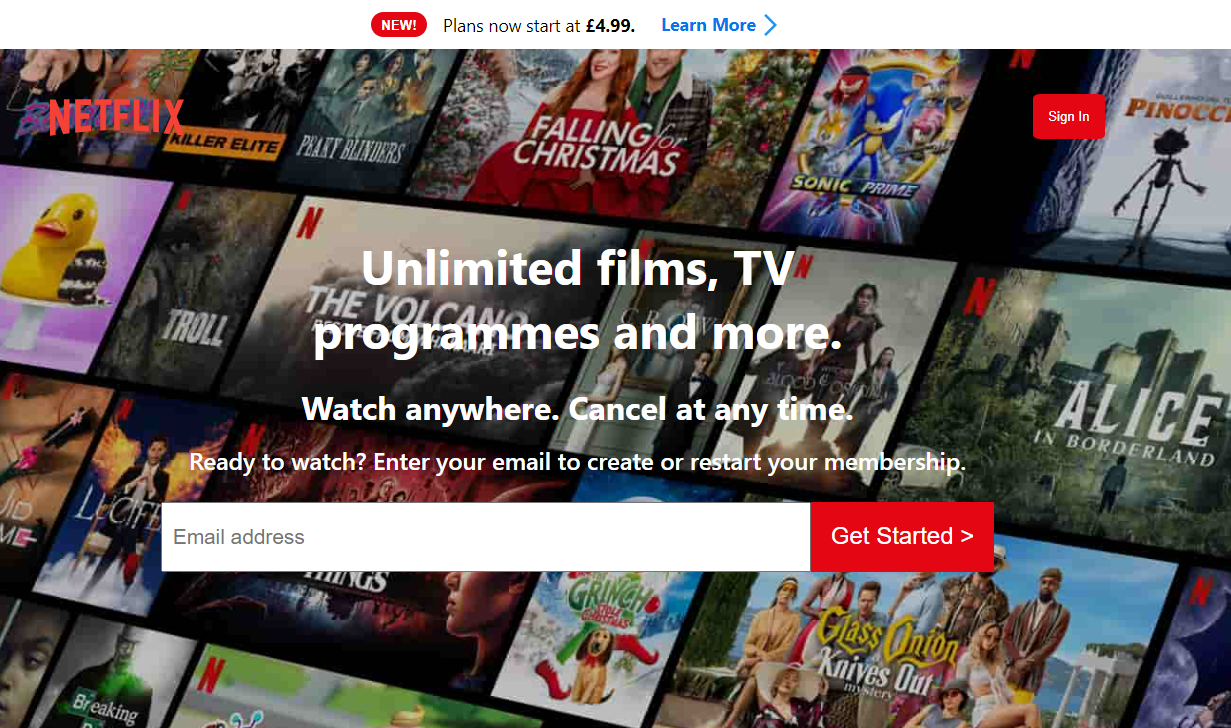 NEW! Plans now start at £4.99. Learn More
NETFLIX
Sign In
KILLER ELITE
PEAKY BLINDERS
FALLING for
CHRISTMAS
SONIC PRIME
PINOCC
N
TROLL
N
THE VOLCANO
Unlimited films, TV
programmes and more.
N
N
ALICE
IN BORDERLAND
Watch anywhere. Cancel at any time.
Ready to watch? Enter your email to create or restart your membership.
LUCIFE
Email address
Get Started >
THINGS
GRINCH
CHRISTMAS
Glass Onion
Knives Out
mystery
N
N
Breaking